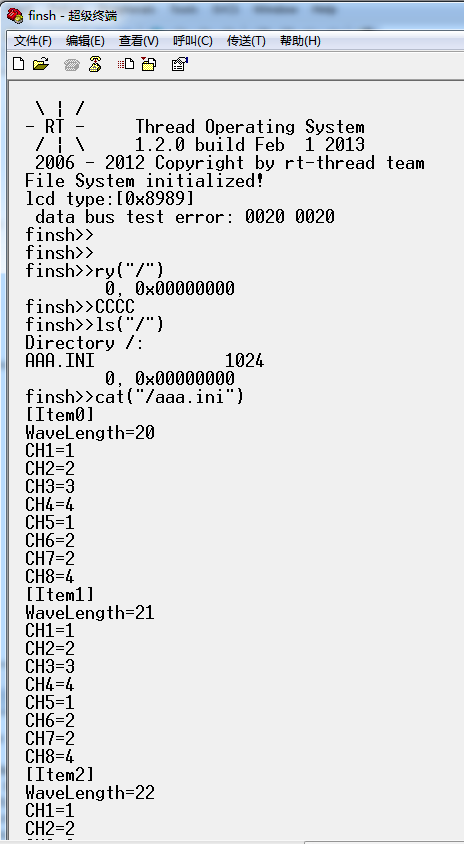 finsh - 超级终端
文件(F) 编辑(E) 查看(V) 呼叫(C) 传送(T) 帮助(H)
\ | /
- RT -     Thread Operating System
/ | \     1.2.0 build Feb  1 2013
2006 - 2012 Copyright by rt-thread team
File System initialized!
lcd type:[0x8989]
data bus test error: 0020 0020
finsh>>
finsh>>
finsh>>ry("/")
0, 0x00000000
finsh>>CCCC
finsh>>ls("/")
Directory /:
AAA.INI             1024
0, 0x00000000
finsh>>cat("/aaa.ini")
[Item0]
WaveLength=20
CH1=1
CH2=2
CH3=3
CH4=4
CH5=1
CH6=2
CH7=2
CH8=4
[Item1]
WaveLength=21
CH1=1
CH2=2
CH3=3
CH4=4
CH5=1
CH6=2
CH7=2
CH8=4
[Item2]
WaveLength=22
CH1=1
CH2=2